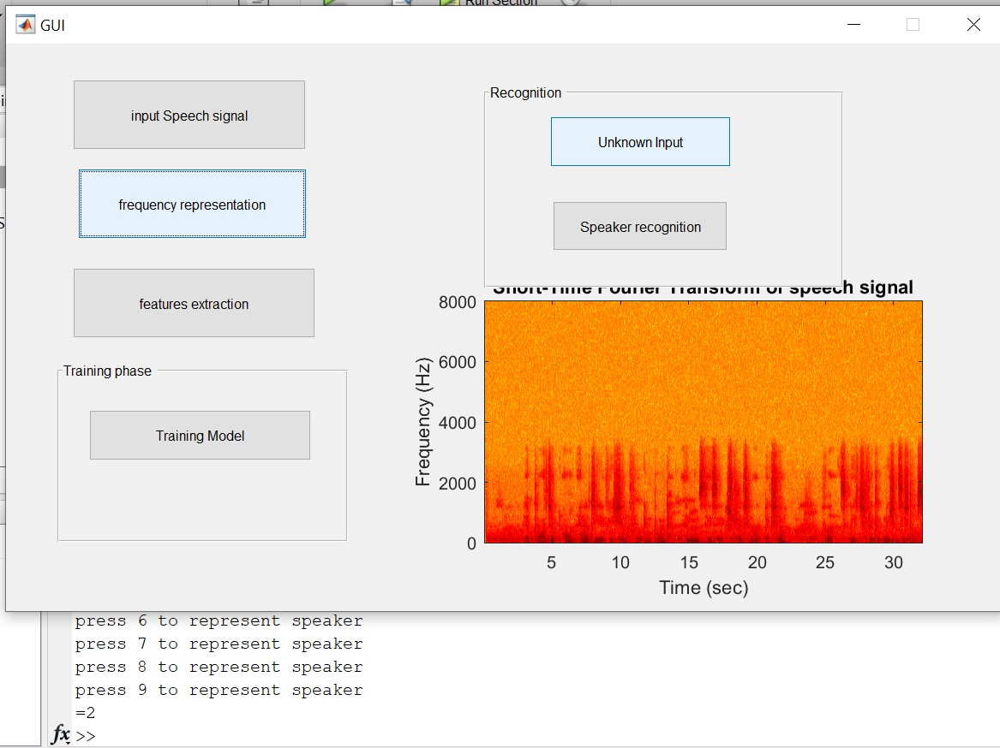 Run Section
GUI
input Speech signal
frequency representation
features extraction
Training phase
Training Model
Recognition
Unknown Input
Speaker recognition
Short-Time Fourier Transform of speech signal
8000
6000
4000
2000
0
Frequency (Hz)
5 10 15 20 25 30
Time (sec)
press 6 to represent speaker
press 7 to represent speaker
press 8 to represent speaker
press 9 to represent speaker
=2
fx >>